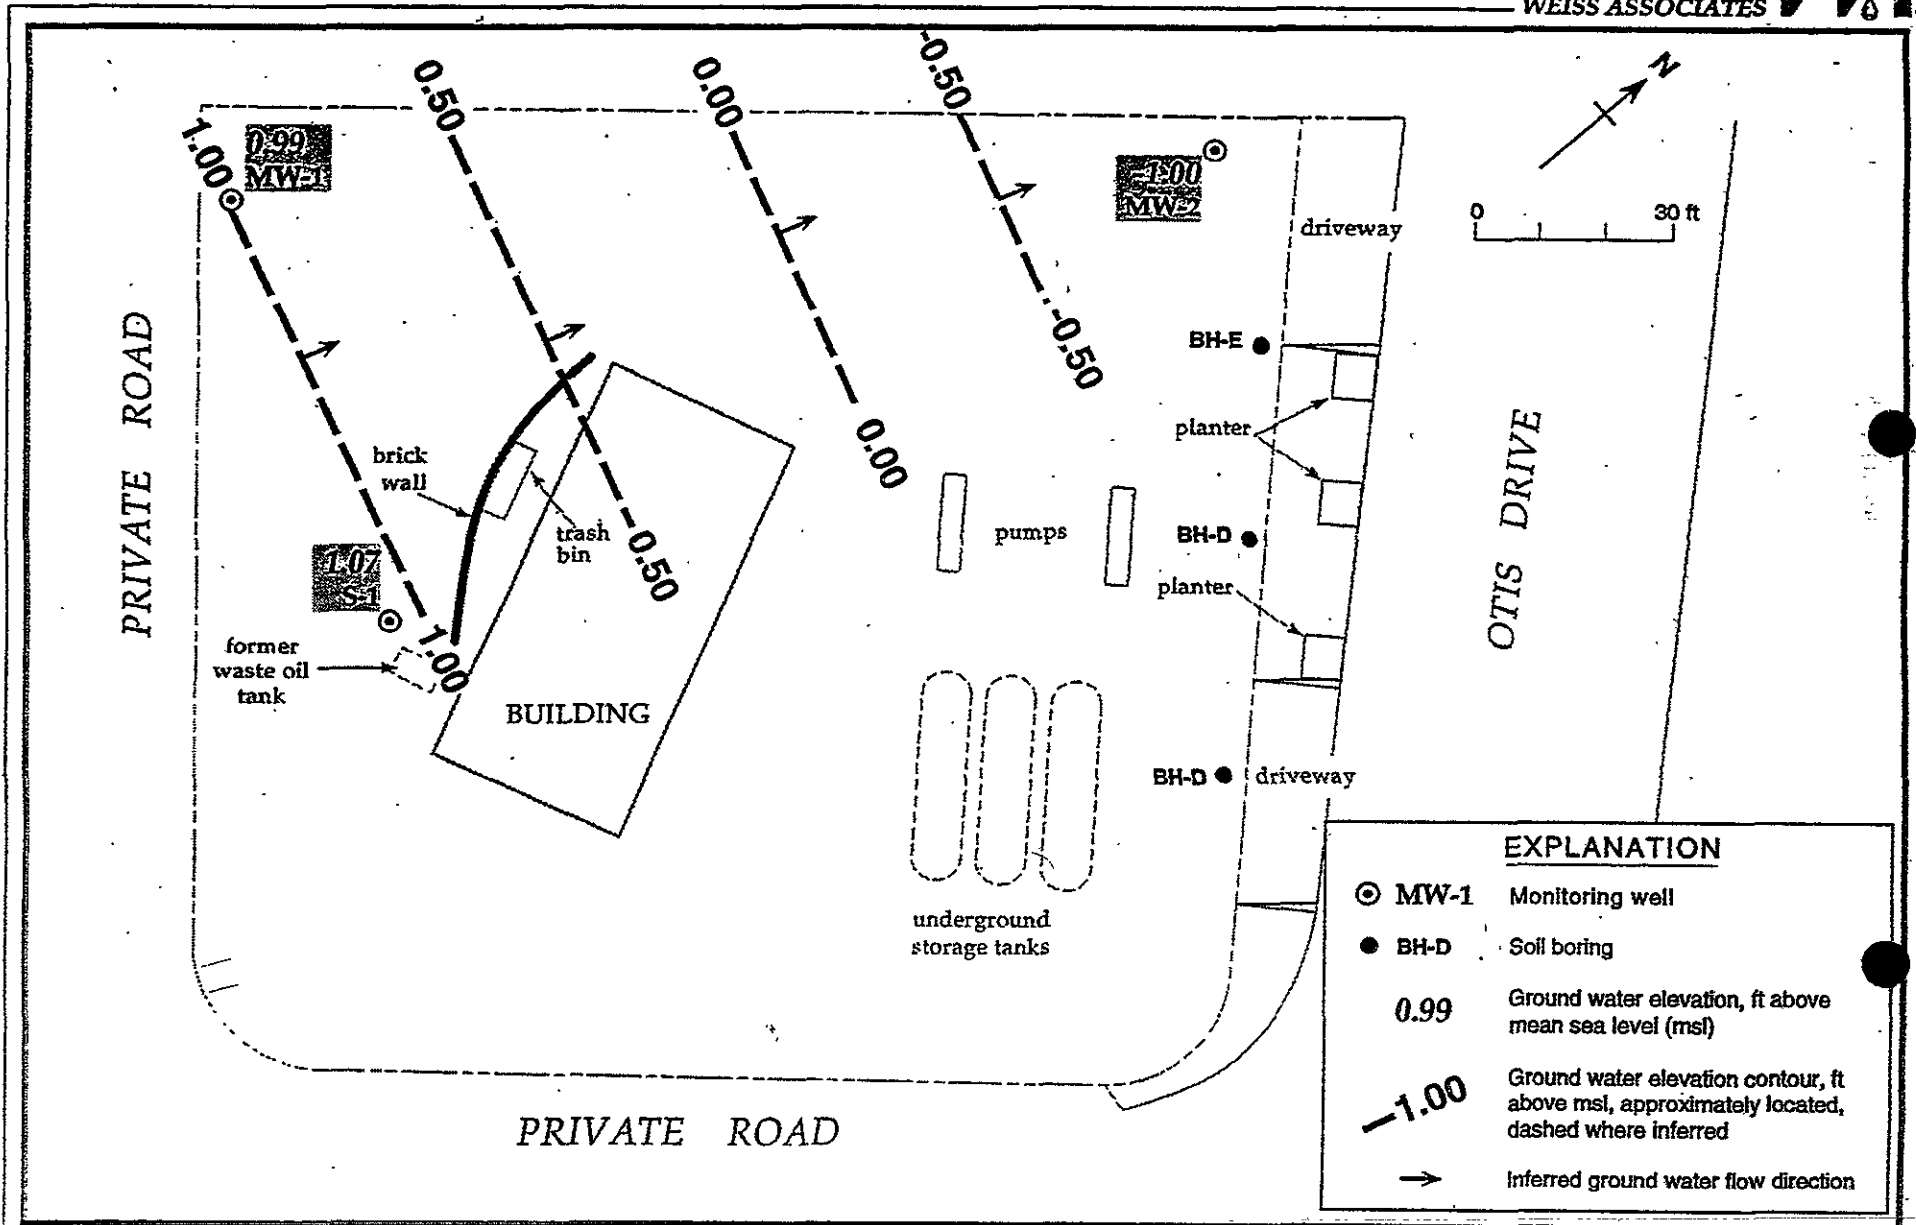 WEISS ASSOCIATES
N
0 30 ft
1.00
0.99
MW-1
0.50
0.00
-0.50
-1.00
MW-2
driveway
BH-E
planter
-0.50
0.00
pumps
BH-D
planter
OTIS DRIVE
PRIVATE ROAD
brick
wall
trash
bin
0.50
1.07
S-1
1.00
former
waste oil
tank
BUILDING
BH-D
driveway
underground
storage tanks
PRIVATE ROAD
EXPLANATION
MW-1 Monitoring well
BH-D Soil boring
0.99 Ground water elevation, ft above
mean sea level (msl)
1.00 Ground water elevation contour, ft
above msl, approximately located,
dashed where inferred
Inferred ground water flow direction